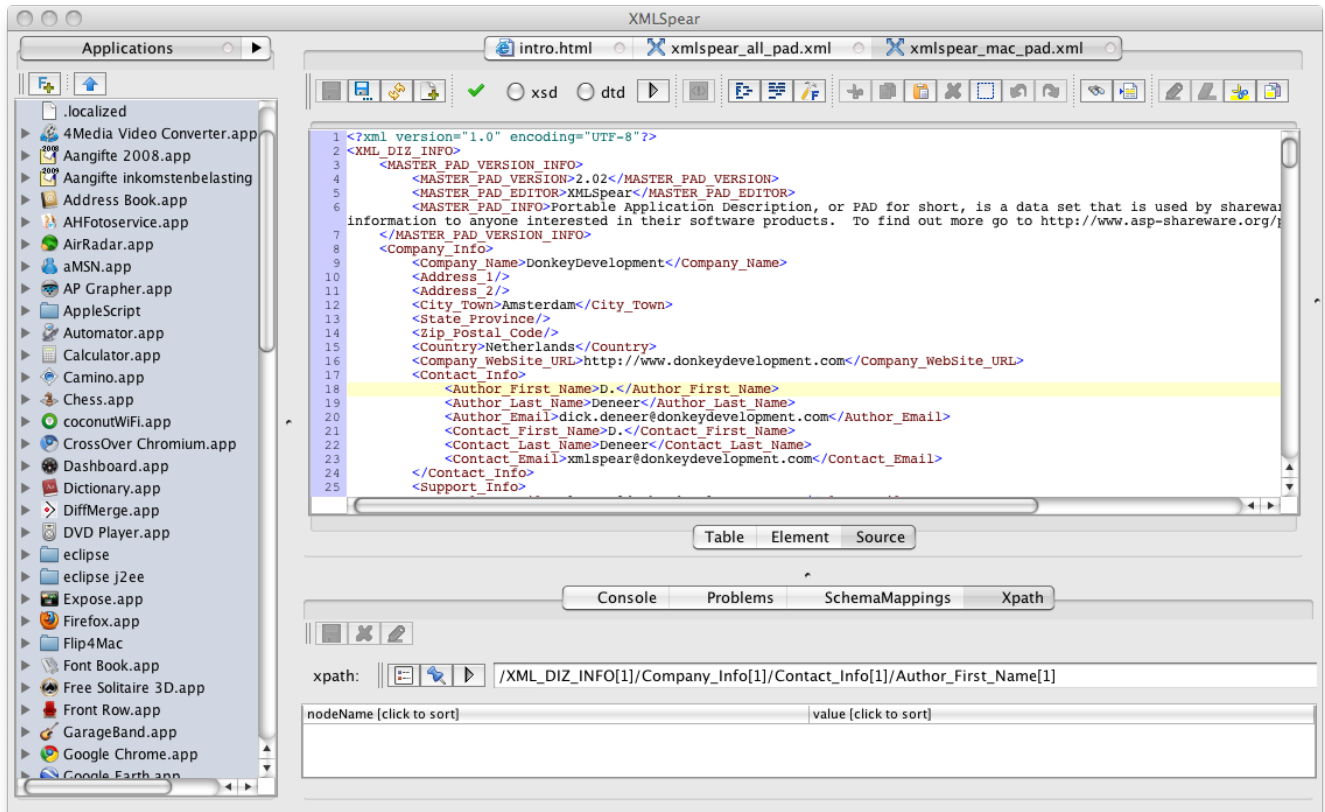 XMLSpear
Applications
intro.html
xmlspear_all_pad.xml
xmlspear_mac_pad.xml
xsd
dtd
.localized
4Media Video Converter.app
Aangifte 2008.app
Aangifte inkomstenbelasting
Address Book.app
AHFotoservice.app
AirRadar.app
aMSN.app
AP Grapher.app
AppleScript
Automator.app
Calculator.app
Camino.app
Chess.app
coconutWiFi.app
CrossOver Chromium.app
Dashboard.app
Dictionary.app
DiffMerge.app
DVD Player.app
eclipse
eclipse j2ee
Expose.app
Firefox.app
Flip4Mac
Font Book.app
Free Solitaire 3D.app
Front Row.app
GarageBand.app
Google Chrome.app
Google Earth.app
1 <?xml version="1.0" encoding="UTF-8"?>
2 <XML_DIZ_INFO>
3 <MASTER_PAD_VERSION_INFO>
4 <MASTER_PAD_VERSION>2.02</MASTER_PAD_VERSION>
5 <MASTER_PAD_EDITOR>XMLSpear</MASTER_PAD_EDITOR>
6 <MASTER_PAD_INFO>Portable Application Description, or PAD for short, is a data set that is used by sharewar
information to anyone interested in their software products. To find out more go to http://www.asp-shareware.org/p
7 </MASTER_PAD_VERSION_INFO>
8 <Company_Info>
9 <Company_Name>DonkeyDevelopment</Company_Name>
10 <Address_1/>
11 <Address_2/>
12 <City_Town>Amsterdam</City_Town>
13 <State_Province/>
14 <Zip_Postal_Code/>
15 <Country>Netherlands</Country>
16 <Company_WebSite_URL>http://www.donkeydevelopment.com</Company_WebSite_URL>
17 <Contact_Info>
18 <Author_First_Name>D.</Author_First_Name>
19 <Author_Last_Name>Deneer</Author_Last_Name>
20 <Author_Email>dick.deneer@donkeydevelopment.com</Author_Email>
21 <Contact_First_Name>D.</Contact_First_Name>
22 <Contact_Last_Name>Deneer</Contact_Last_Name>
23 <Contact_Email>xmlspear@donkeydevelopment.com</Contact_Email>
24 </Contact_Info>
25 <Support_Info>
Table Element Source
Console Problems SchemaMappings Xpath
xpath: /XML_DIZ_INFO[1]/Company_Info[1]/Contact_Info[1]/Author_First_Name[1]
nodeName [click to sort] value [click to sort]